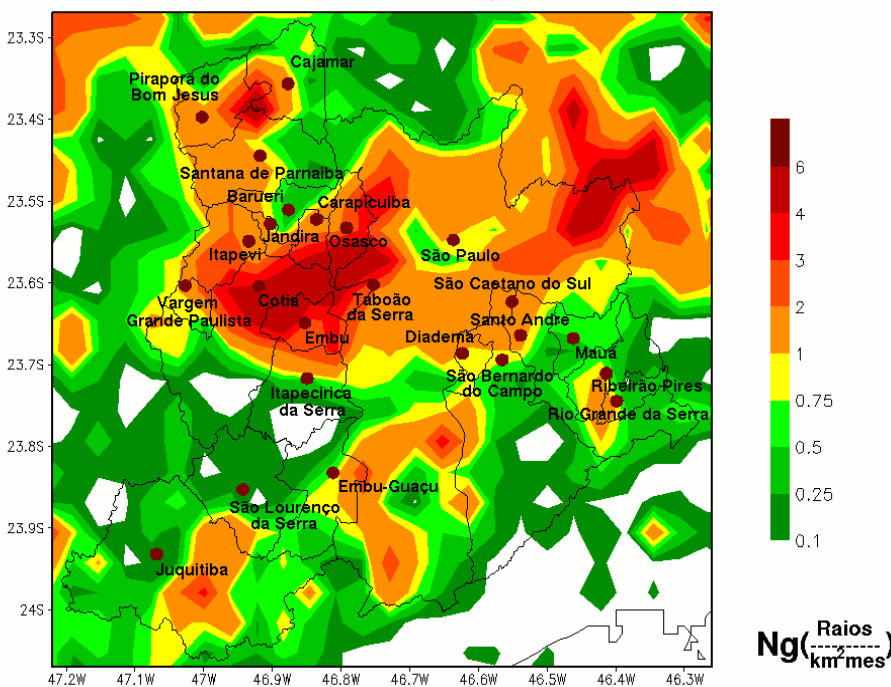 23.3S
23.4S
23.5S
23.6S
23.7S
23.8S
23.9S
24S
47.2W
47.1W
47W
46.9W
46.8W
46.7W
46.6W
46.5W
46.4W
46.3W
Cajamar
Pirapora do
Bom Jesus
Santana de Parnaiba
Barueri
Carapicuiba
Jandira
Osasco
Itapevi
São Paulo
São Caetano do Sul
Vargem
Grande Paulista
Cotia
Taboão
da Serra
Santo Andre
Embu
Diadema
Mauá
São Bernardo
do Campo
Ribeirão Pires
Itapecirica
da Serra
Rio Grande da Serra
Embu-Guaçu
São Lourenço
da Serra
Juquitiba
6
4
3
2
1
0.75
0.5
0.25
0.1
Ng(Raios
km²mes)